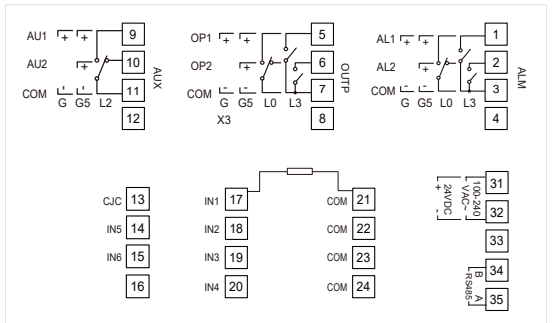 AU1 + + 9
AU2 + 10
COM - - 11
G G5 L2
12
AUX
OP1 + + 5
OP2 + 6
COM - - 7
G G5 L0 L3
X3 8
OUTP
AL1 + + 1
AL2 + 2
COM - - 3
G G5 L0 L3
4
ALM
CJC 13
IN5 14
IN6 15
16
IN1 17
IN2 18
IN3 19
IN4 20
COM 21
COM 22
COM 23
COM 24
31
32
33
34
35
100-240
VAC~
24VDC
+ -
B A
RS485